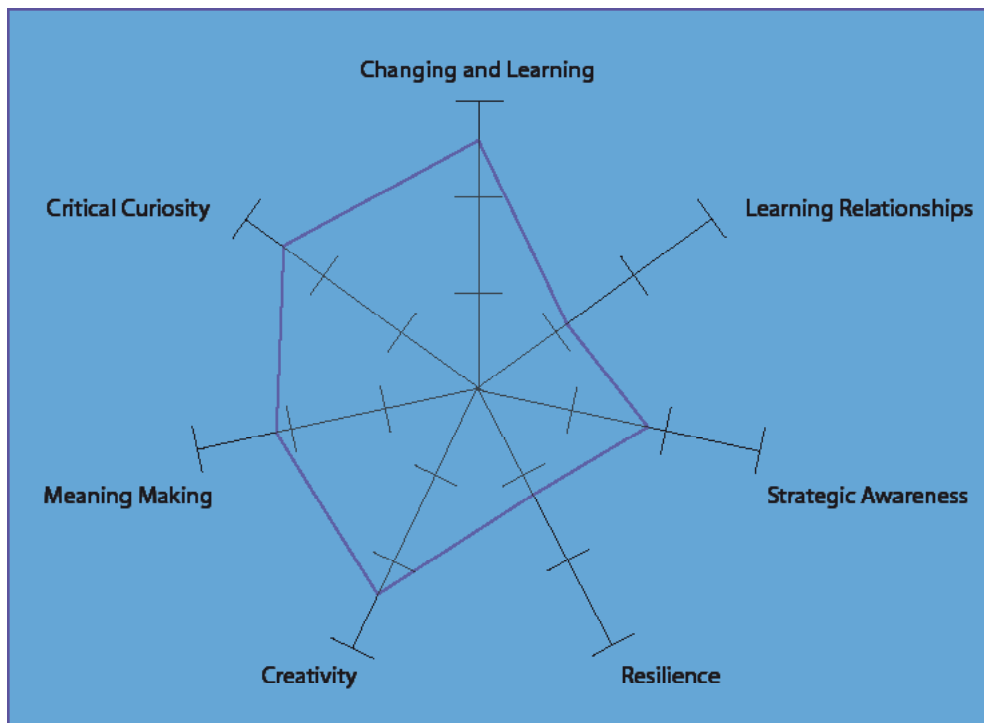 Changing and Learning
Critical Curiosity
Learning Relationships
Meaning Making
Strategic Awareness
Creativity
Resilience